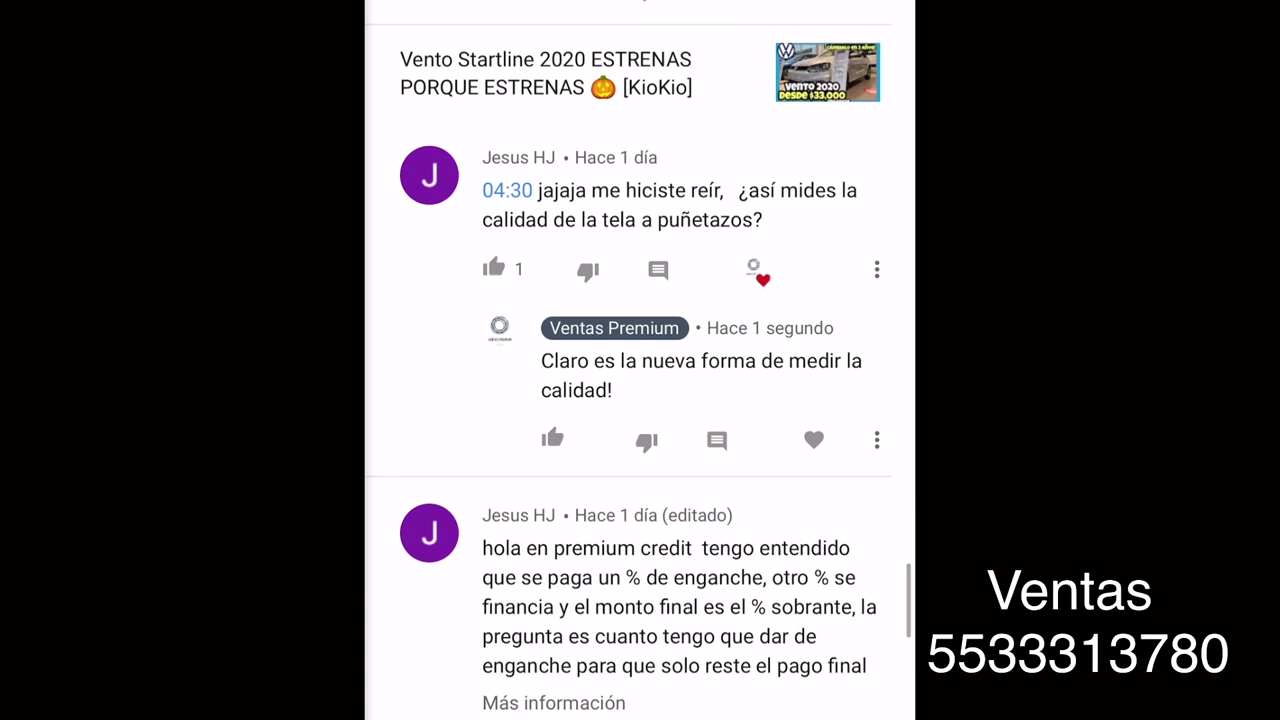 Vento Startline 2020 ESTRENAS
PORQUE ESTRENAS 🎃 [KioKio]
VENTO 2020
DESDE $33,000
J
Jesus HJ • Hace 1 día
04:30 jajaja me hiciste reír, ¿así mides la
calidad de la tela a puñetazos?
1
Ventas Premium • Hace 1 segundo
Claro es la nueva forma de medir la
calidad!
J
Jesus HJ • Hace 1 día (editado)
hola en premium credit tengo entendido
que se paga un % de enganche, otro % se
financia y el monto final es el % sobrante, la
pregunta es cuanto tengo que dar de
enganche para que solo reste el pago final
Más información
Ventas
5533313780